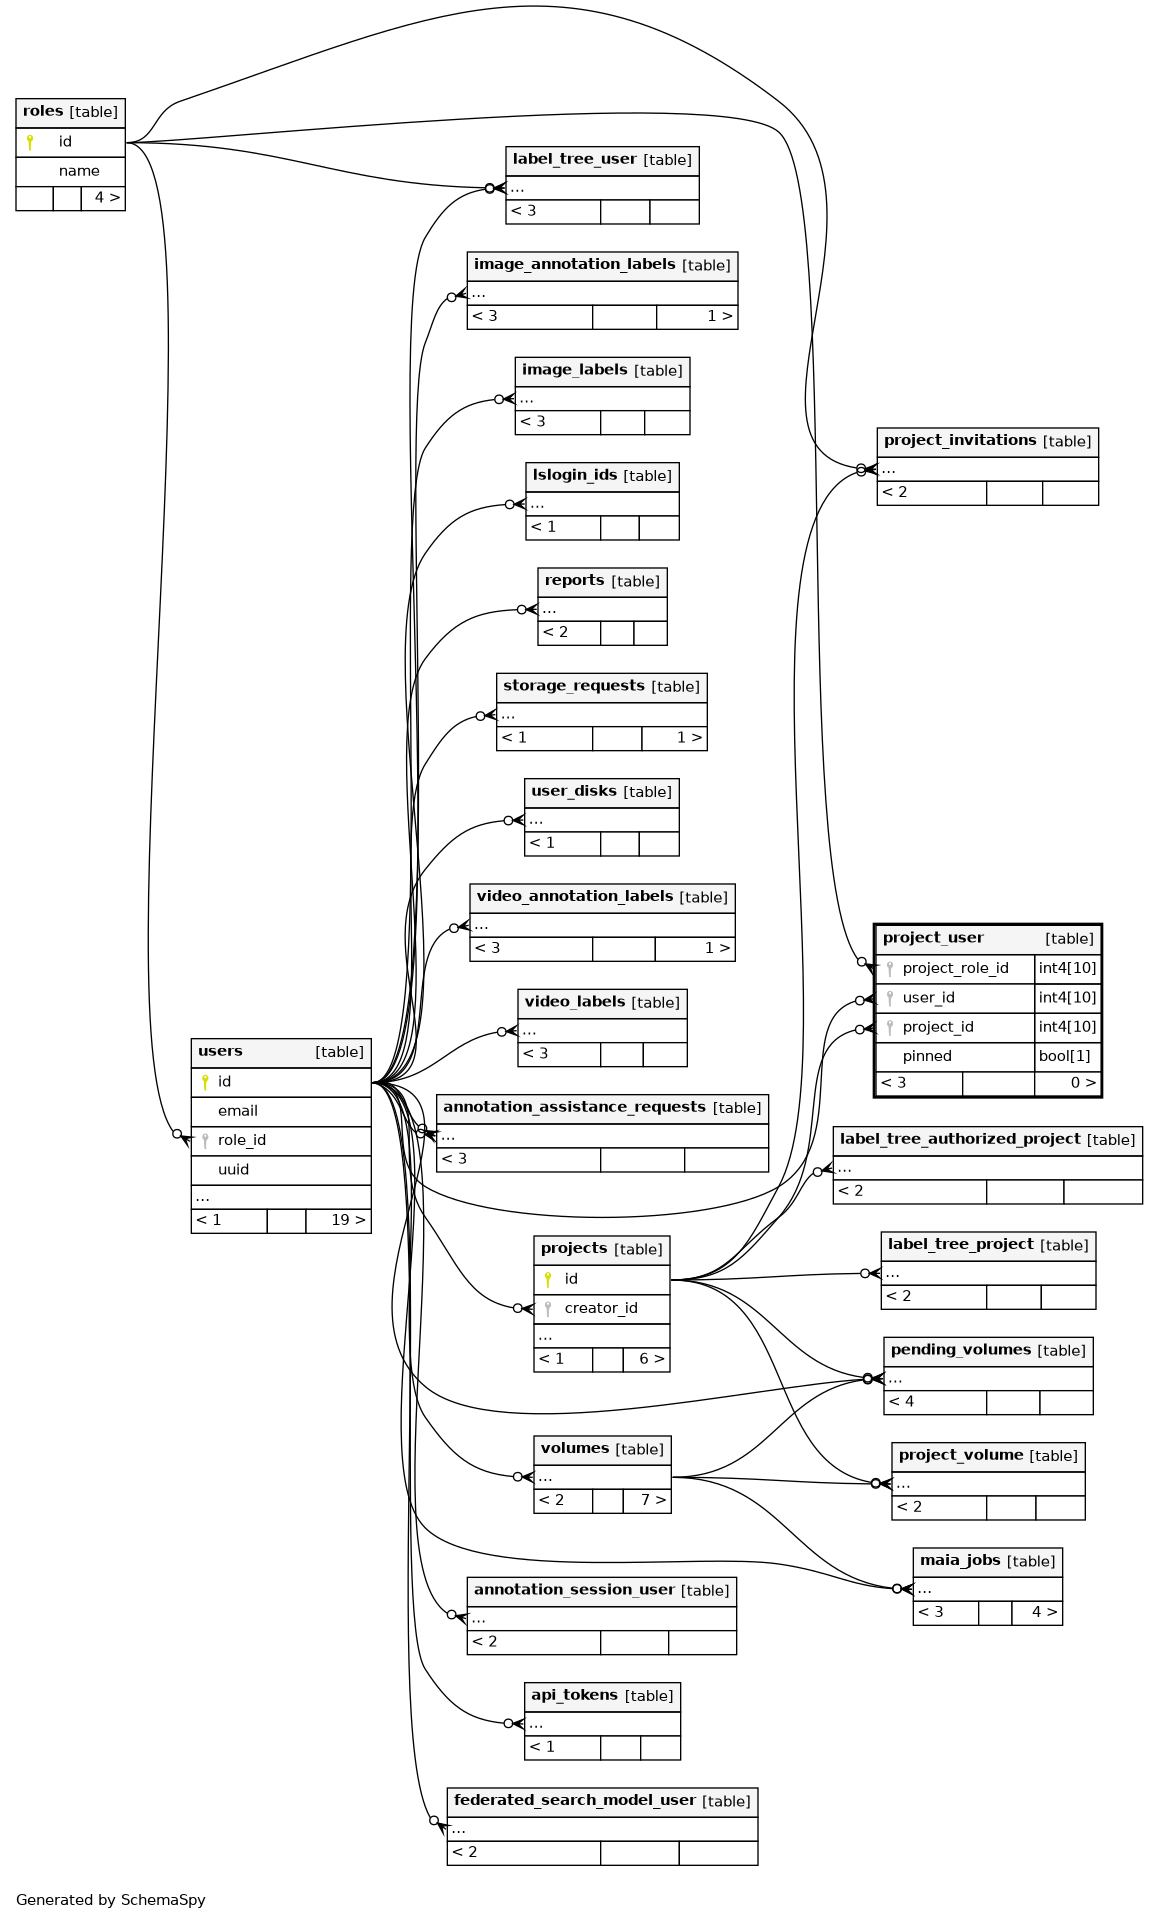 roles [table]
id
name
4 >
label_tree_user [table]
...
< 3
image_annotation_labels [table]
...
< 3 1 >
image_labels [table]
...
< 3
project_invitations [table]
...
< 2
lslogin_ids [table]
...
< 1
reports [table]
...
< 2
storage_requests [table]
...
< 1 1 >
user_disks [table]
...
< 1
video_annotation_labels [table]
...
< 3 1 >
project_user [table]
project_role_id int4[10]
user_id int4[10]
project_id int4[10]
pinned bool[1]
< 3 0 >
video_labels [table]
...
< 3
users [table]
id
email
role_id
uuid
...
< 1 19 >
annotation_assistance_requests [table]
...
< 3
label_tree_authorized_project [table]
...
< 2
projects [table]
id
creator_id
...
< 1 6 >
label_tree_project [table]
...
< 2
pending_volumes [table]
...
< 4
volumes [table]
...
< 2 7 >
project_volume [table]
...
< 2
maia_jobs [table]
...
< 3 4 >
annotation_session_user [table]
...
< 2
api_tokens [table]
...
< 1
federated_search_model_user [table]
...
< 2
Generated by SchemaSpy